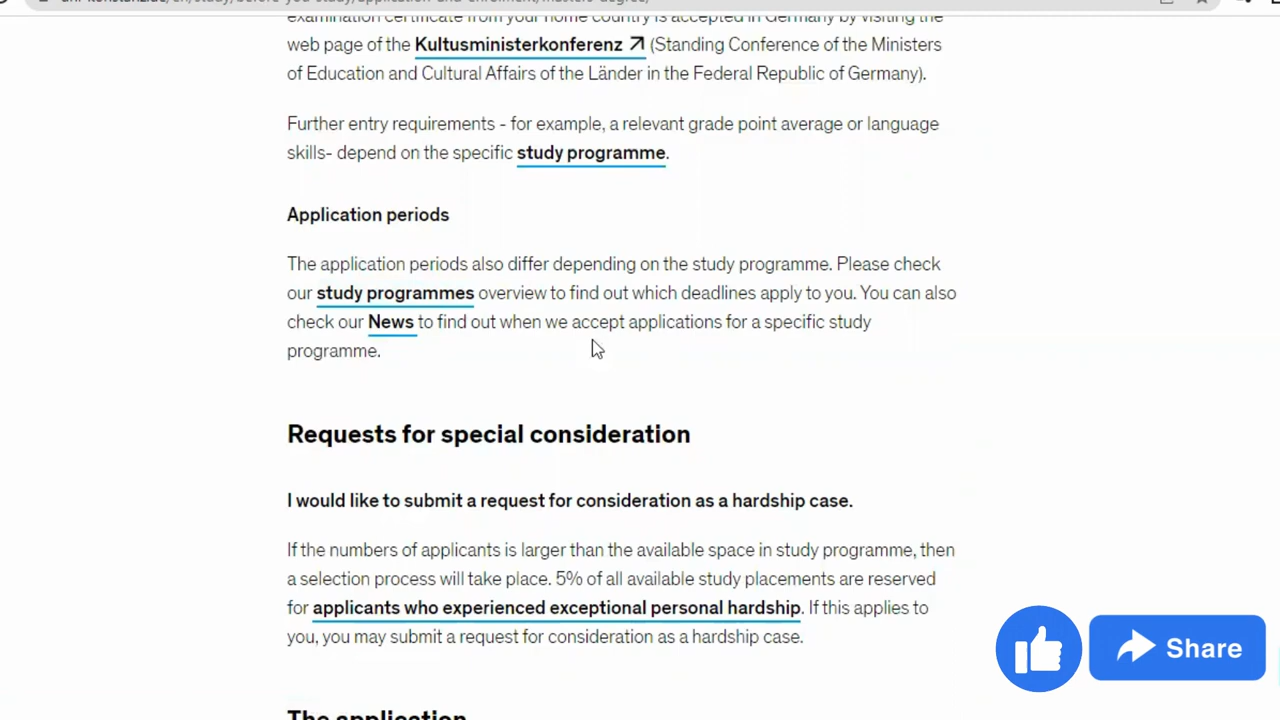 examination certificate from your home country is accepted in Germany by visiting the
web page of the Kultusministerkonferenz (Standing Conference of the Ministers
of Education and Cultural Affairs of the Länder in the Federal Republic of Germany).
Further entry requirements - for example, a relevant grade point average or language
skills- depend on the specific study programme.
Application periods
The application periods also differ depending on the study programme. Please check
our study programmes overview to find out which deadlines apply to you. You can also
check our News to find out when we accept applications for a specific study
programme.
Requests for special consideration
I would like to submit a request for consideration as a hardship case.
If the numbers of applicants is larger than the available space in study programme, then
a selection process will take place. 5% of all available study placements are reserved
for applicants who experienced exceptional personal hardship. If this applies to
you, you may submit a request for consideration as a hardship case.
Share
The application